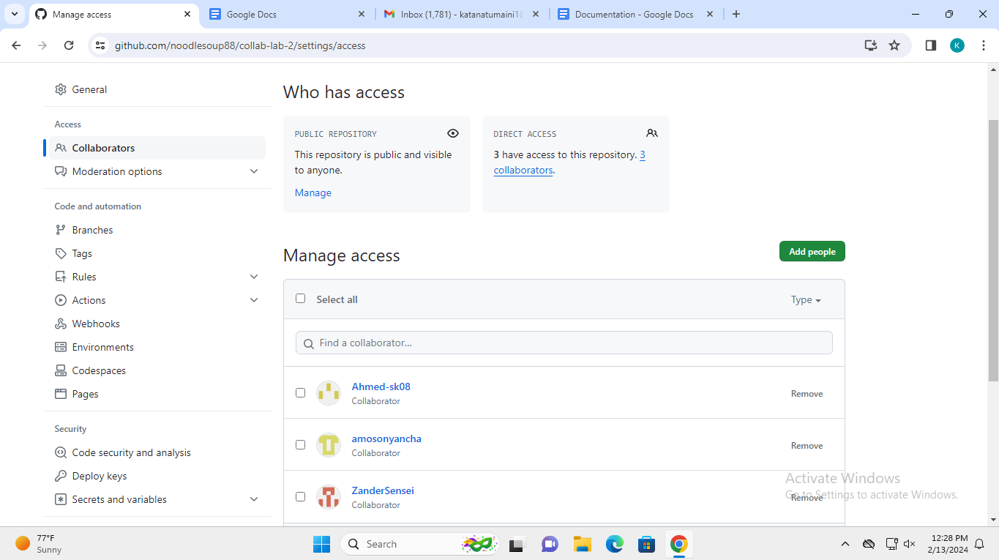 Manage access
Google Docs
Inbox (1,781) - katanatumaini1@
Documentation - Google Docs
github.com/noodlesoup88/collab-lab-2/settings/access
K
General
Access
Collaborators
Moderation options
Code and automation
Branches
Tags
Rules
Actions
Webhooks
Environments
Codespaces
Pages
Security
Code security and analysis
Deploy keys
Secrets and variables
Who has access
PUBLIC REPOSITORY
This repository is public and visible
to anyone.
Manage
DIRECT ACCESS
3 have access to this repository. 3
collaborators.
Manage access
Add people
Select all
Type
Find a collaborator...
Ahmed-sk08
Collaborator
Remove
amosonyancha
Collaborator
Remove
ZanderSensei
Collaborator
Remove
Activate Windows
Go to Settings to activate Windows.
77°F
Sunny
Search
12:28 PM
2/13/2024